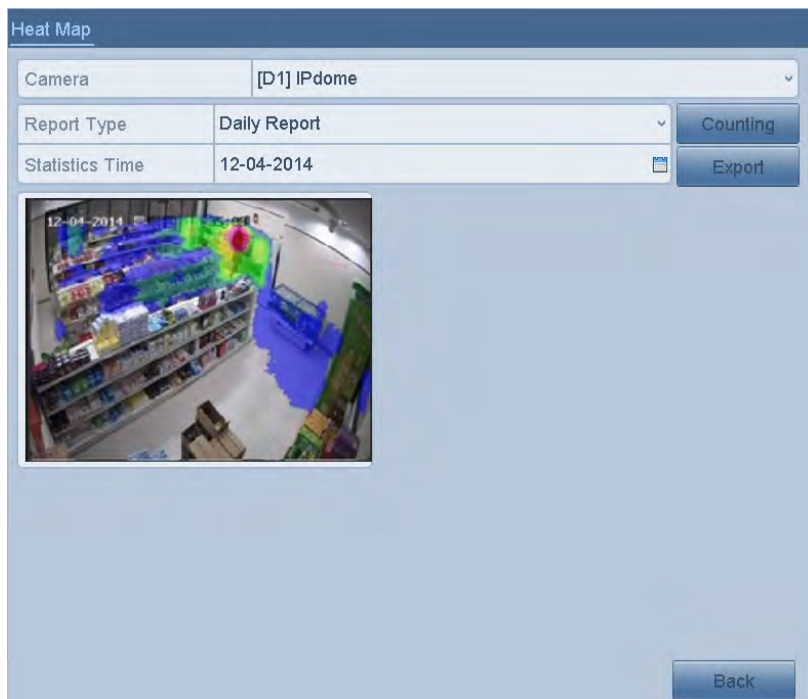 Heat Map
Camera [D1] IPdome
Report Type Daily Report Counting
Statistics Time 12-04-2014 Export
12-04-2014
Back